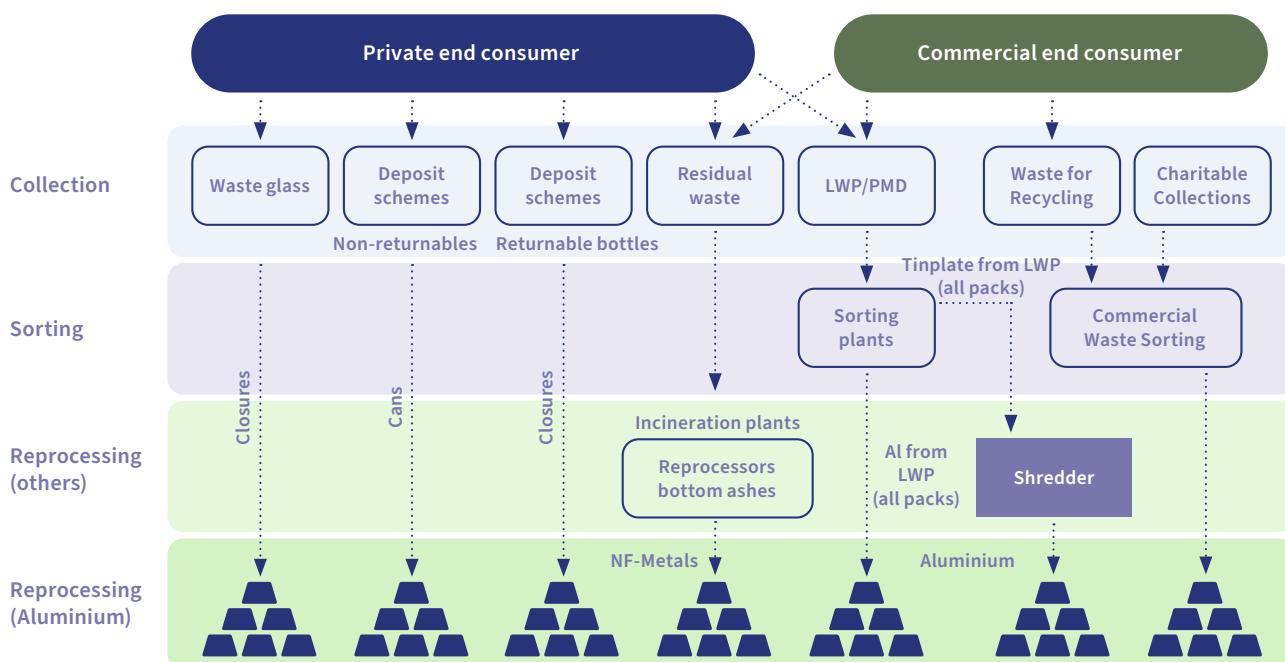 Private end consumer
Commercial end consumer
Collection
Waste glass
Deposit
schemes
Deposit
schemes
Residual
waste
LWP/PMD
Waste for
Recycling
Charitable
Collections
Non-returnables
Returnable bottles
Tinplate from LWP
(all packs)
Sorting
Sorting
plants
Commercial
Waste Sorting
Closures
Cans
Closures
Reprocessing
(others)
Incineration plants
Reprocessors
bottom ashes
Al from
LWP
(all packs)
Shredder
Reprocessing
(Aluminium)
NF-Metals
Aluminium